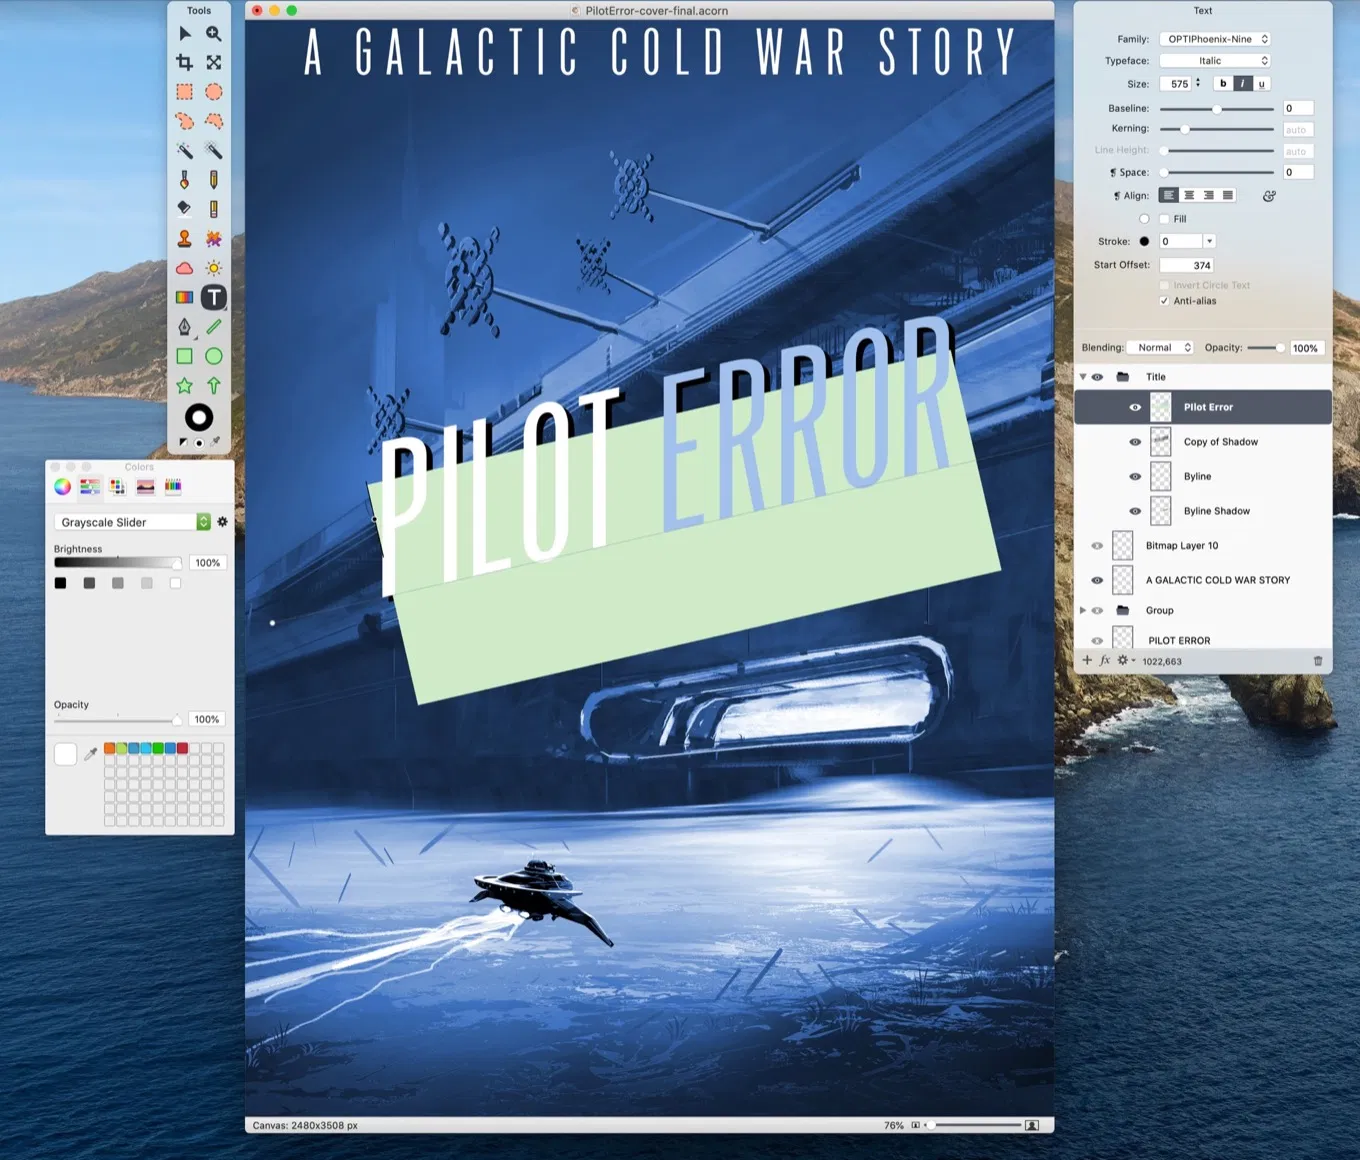 Tools
PilotError-cover-final.acorn
A GALACTIC COLD WAR STORY
PILOT ERROR
Canvas: 2480x3508 px
76%
Colors
Grayscale Slider
Brightness
100%
Opacity
100%
Text
Family: OPTIPhoenix-Nine
Typeface: Italic
Size: 575 b i u
Baseline: 0
Kerning: auto
Line Height: auto
¶ Space: 0
¶ Align:
Fill
Stroke: 0
Start Offset: 374
Invert Circle Text
Anti-alias
Blending: Normal Opacity: 100%
Title
PIlot Error
Copy of Shadow
Byline
Byline Shadow
Bitmap Layer 10
A GALACTIC COLD WAR STORY
Group
PILOT ERROR
+ fx 1022,663